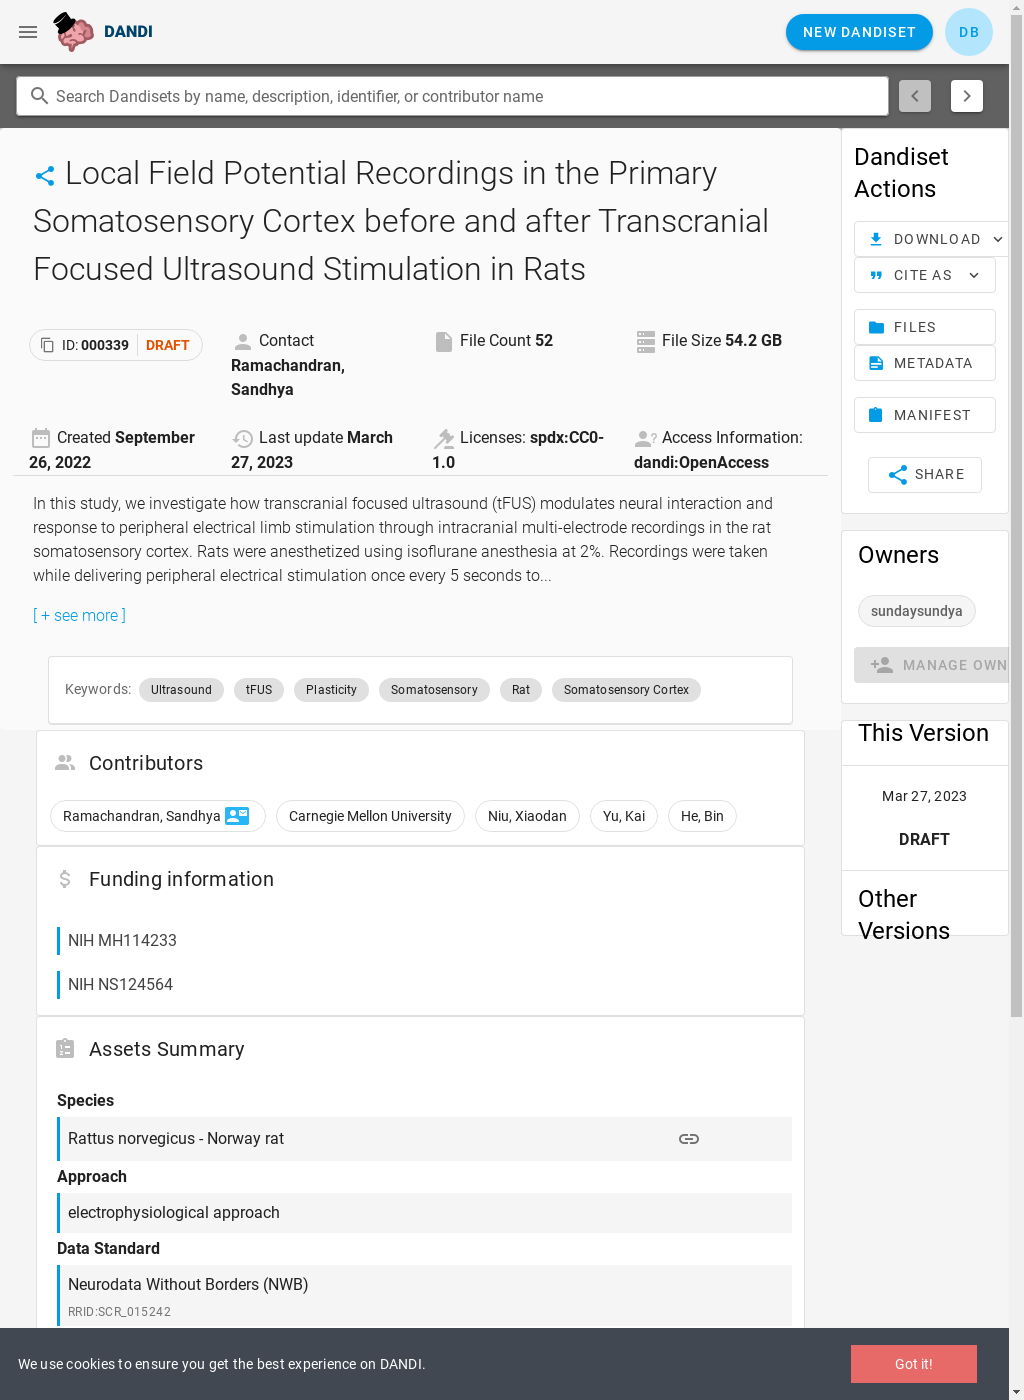 DANDI
NEW DANDISET
DB
Search Dandisets by name, description, identifier, or contributor name
Local Field Potential Recordings in the Primary
Somatosensory Cortex before and after Transcranial
Focused Ultrasound Stimulation in Rats
ID: 000339 DRAFT
Contact
Ramachandran,
Sandhya
File Count 52
File Size 54.2 GB
Created September
26, 2022
Last update March
27, 2023
Licenses: spdx:CC0-
1.0
Access Information:
dandi:OpenAccess
In this study, we investigate how transcranial focused ultrasound (tFUS) modulates neural interaction and
response to peripheral electrical limb stimulation through intracranial multi-electrode recordings in the rat
somatosensory cortex. Rats were anesthetized using isoflurane anesthesia at 2%. Recordings were taken
while delivering peripheral electrical stimulation once every 5 seconds to...
[ + see more ]
Keywords: Ultrasound tFUS Plasticity Somatosensory Rat Somatosensory Cortex
Contributors
Ramachandran, Sandhya Carnegie Mellon University Niu, Xiaodan Yu, Kai He, Bin
Funding information
NIH MH114233
NIH NS124564
Assets Summary
Species
Rattus norvegicus - Norway rat
Approach
electrophysiological approach
Data Standard
Neurodata Without Borders (NWB)
RRID:SCR_015242
Dandiset
Actions
DOWNLOAD
CITE AS
FILES
METADATA
MANIFEST
SHARE
Owners
sundaysundya
MANAGE OWN
This Version
Mar 27, 2023
DRAFT
Other
Versions
We use cookies to ensure you get the best experience on DANDI.
Got it!